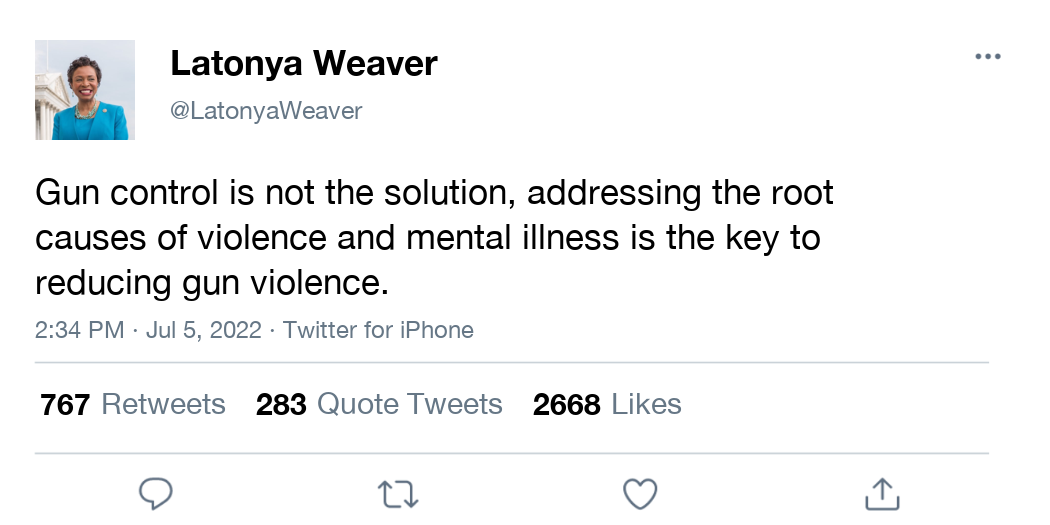 Latonya Weaver
@LatonyaWeaver
Gun control is not the solution, addressing the root
causes of violence and mental illness is the key to
reducing gun violence.
2:34 PM · Jul 5, 2022 · Twitter for iPhone
767 Retweets 283 Quote Tweets 2668 Likes